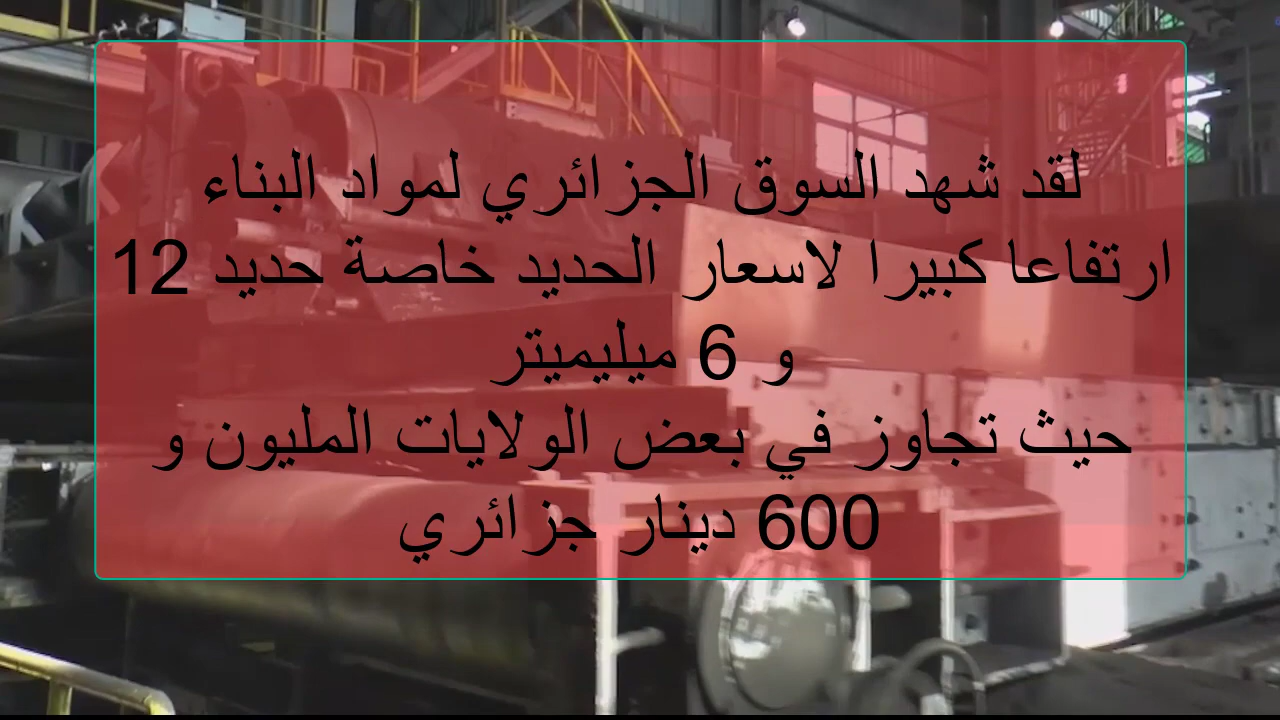 لقد شهد السوق الجزائري لمواد البناء
ارتفاعا كبيرا لاسعار الحديد خاصة حديد 12
و 6 ميليميتر
حيث تجاوز في بعض الولايات المليون و
600 دينار جزائري